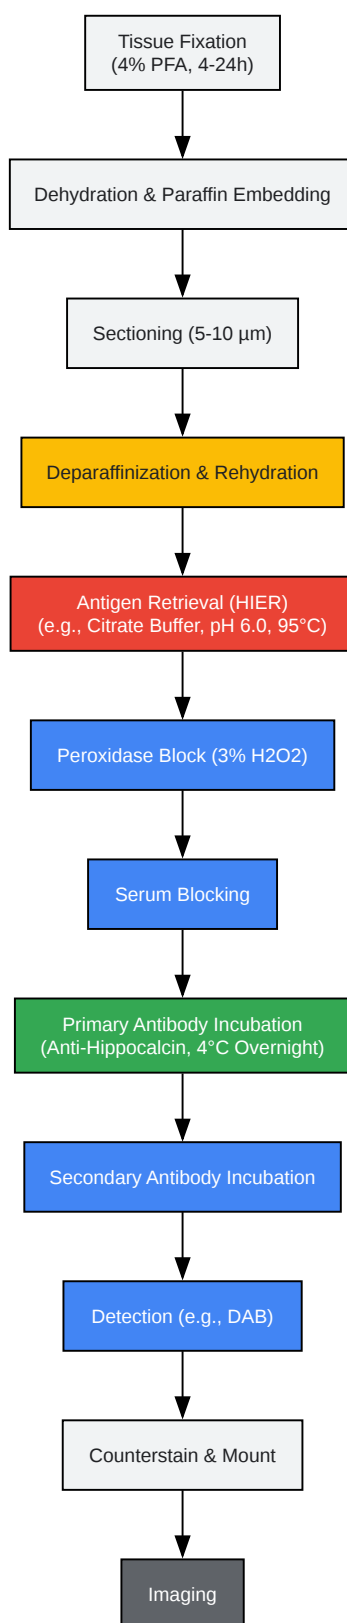 Tissue Fixation
(4% PFA, 4-24h)
Dehydration & Paraffin Embedding
Sectioning (5-10 µm)
Deparaffinization & Rehydration
Antigen Retrieval (HIER)
(e.g., Citrate Buffer, pH 6.0, 95°C)
Peroxidase Block (3% H2O2)
Serum Blocking
Primary Antibody Incubation
(Anti-Hippocalcin, 4°C Overnight)
Secondary Antibody Incubation
Detection (e.g., DAB)
Counterstain & Mount
Imaging